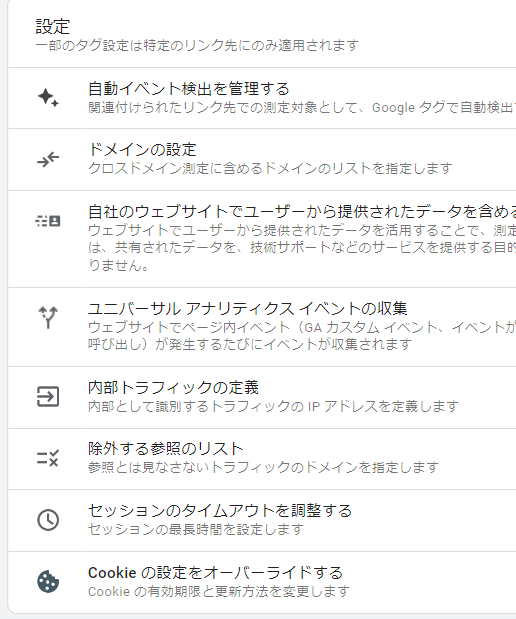 設定
一部のタグ設定は特定のリンク先にのみ適用されます
自動イベント検出を管理する
関連付けられたリンク先での測定対象として、Google タグで自動検出
ドメインの設定
クロスドメイン測定に含めるドメインのリストを指定します
自社のウェブサイトでユーザーから提供されたデータを含める
ウェブサイトでユーザーから提供されたデータを活用することで、測定
は、共有されたデータを、技術サポートなどのサービスを提供する目的
りません。
ユニバーサル アナリティクス イベントの収集
ウェブサイトでページ内イベント（GA カスタム イベント、イベントが
呼び出し）が発生するたびにイベントが収集されます
内部トラフィックの定義
内部として識別するトラフィックの IP アドレスを定義します
除外する参照のリスト
参照とは見なさないトラフィックのドメインを指定します
セッションのタイムアウトを調整する
セッションの最長時間を設定します
Cookie の設定をオーバーライドする
Cookie の有効期限と更新方法を変更します